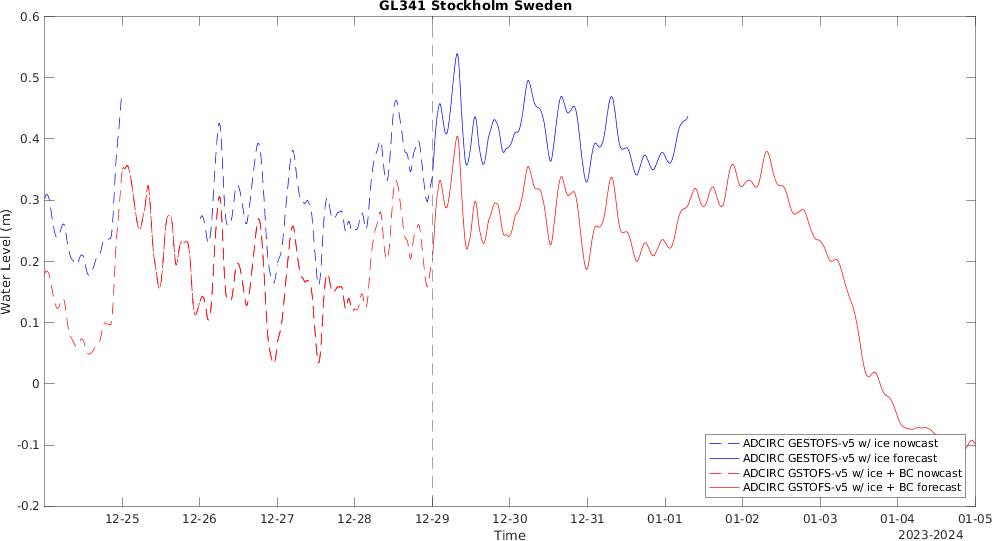 GL341 Stockholm Sweden
0.6
0.5
0.4
0.3
0.2
0.1
0
-0.1
-0.2
Water Level (m)
ADCIRC GESTOFS-v5 w/ ice nowcast
ADCIRC GESTOFS-v5 w/ ice forecast
ADCIRC GSTOFS-v5 w/ ice + BC nowcast
ADCIRC GSTOFS-v5 w/ ice + BC forecast
12-25 12-26 12-27 12-28 12-29 12-30 12-31 01-01 01-02 01-03 01-04 01-05
Time
2023-2024